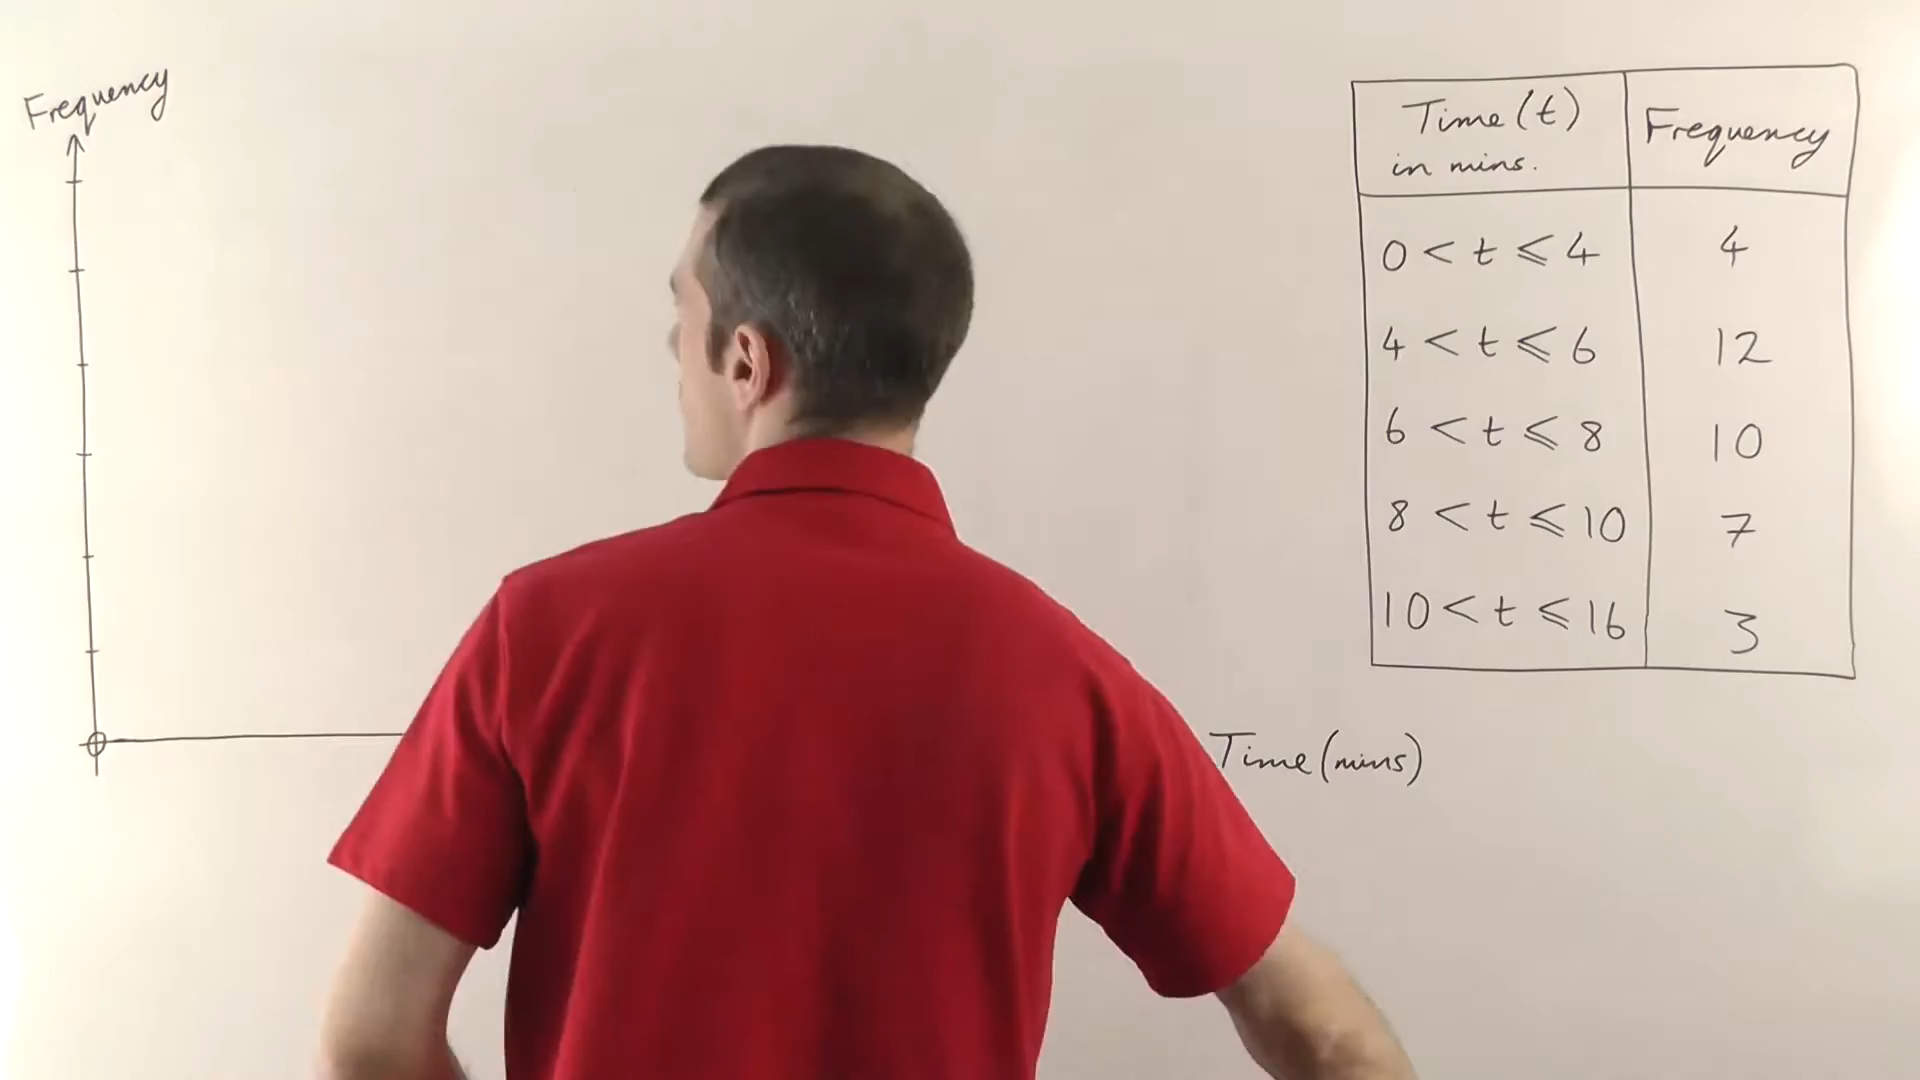 Frequency
Time (t) Frequency
in mins.
0 < t ⩽ 4 4
4 < t ⩽ 6 12
6 < t ⩽ 8 10
8 < t ⩽ 10 7
10 < t ⩽ 16 3
Time (mins)